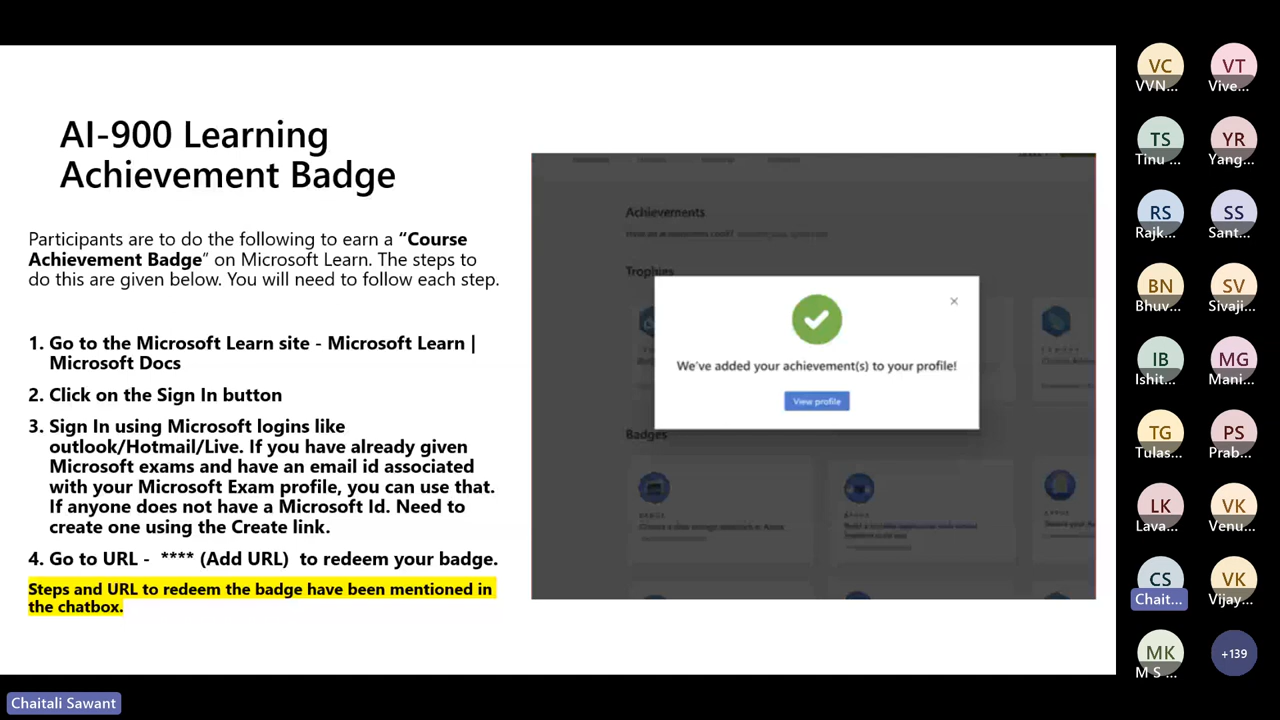 AI-900 Learning
Achievement Badge
Participants are to do the following to earn a “Course
Achievement Badge” on Microsoft Learn. The steps to
do this are given below. You will need to follow each step.
1. Go to the Microsoft Learn site - Microsoft Learn |
Microsoft Docs
2. Click on the Sign In button
3. Sign In using Microsoft logins like
outlook/Hotmail/Live. If you have already given
Microsoft exams and have an email id associated
with your Microsoft Exam profile, you can use that.
If anyone does not have a Microsoft Id. Need to
create one using the Create link.
4. Go to URL - **** (Add URL) to redeem your badge.
Steps and URL to redeem the badge have been mentioned in
the chatbox.
Achievements
Trophies
We've added your achievement(s) to your profile!
View profile
Badges
VC VT
VVN... Vive...
TS YR
Tinu ... Yang...
RS SS
Rajk... Sant...
BN SV
Bhuv... Sivaji...
IB MG
Ishit... Mani...
TG PS
Tulas... Prab...
LK VK
Lava... Venu...
CS VK
Chait... Vijay...
MK +139
M S ...
Chaitali Sawant